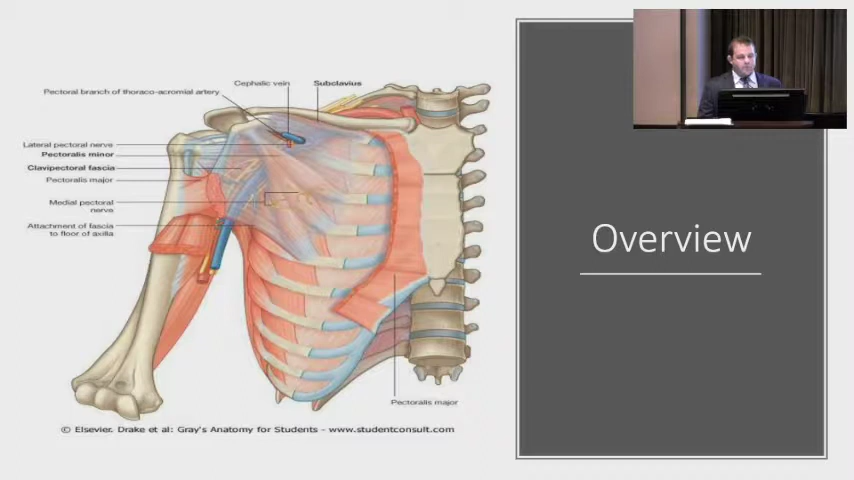 Cephalic vein
Subclavius
Pectoral branch of thoraco-acromial artery
Lateral pectoral nerve
Pectoralis minor
Clavipectoral fascia
Pectoralis major
Medial pectoral
nerve
Attachment of fascia
to floor of axilla
Pectoralis major
© Elsevier. Drake et al: Gray's Anatomy for Students - www.studentconsult.com
Overview